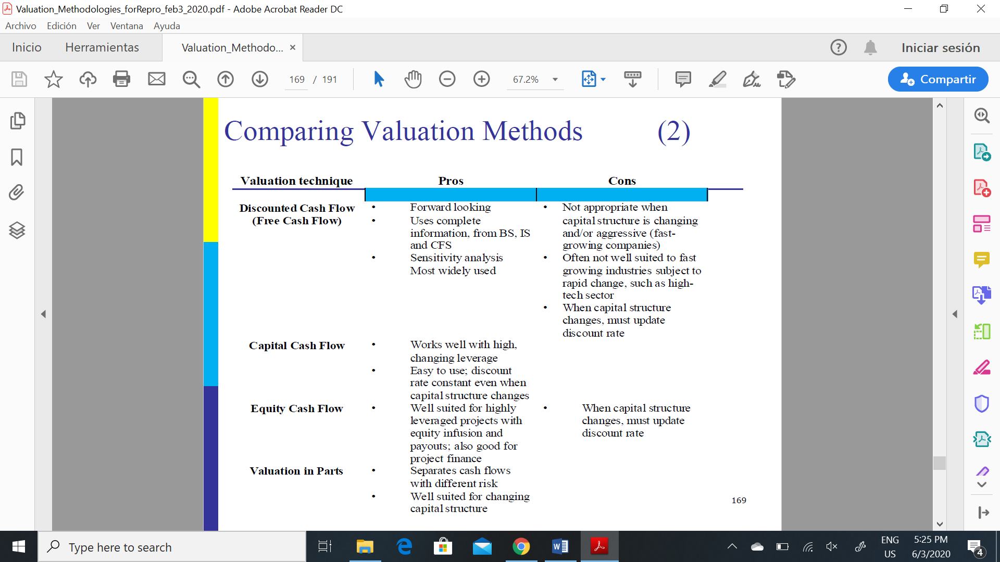 Valuation_Methodologies_forRepro_feb3_2020.pdf - Adobe Acrobat Reader DC
Archivo Edición Ver Ventana Ayuda
Inicio Herramientas Valuation_Methodo... × Iniciar sesión
169 / 191 67.2% Compartir
Comparing Valuation Methods (2)
Valuation technique Pros Cons
Discounted Cash Flow
(Free Cash Flow)
• Forward looking
• Uses complete
information, from BS, IS
and CFS
• Sensitivity analysis
Most widely used
• Not appropriate when
capital structure is changing
and/or aggressive (fast-
growing companies)
• Often not well suited to fast
growing industries subject to
rapid change, such as high-
tech sector
• When capital structure
changes, must update
discount rate
Capital Cash Flow
• Works well with high,
changing leverage
• Easy to use; discount
rate constant even when
capital structure changes
Equity Cash Flow
• Well suited for highly
leveraged projects with
equity infusion and
payouts; also good for
project finance
• When capital structure
changes, must update
discount rate
Valuation in Parts
• Separates cash flows
with different risk
• Well suited for changing
capital structure
169
Type here to search
ENG
US
5:25 PM
6/3/2020
4